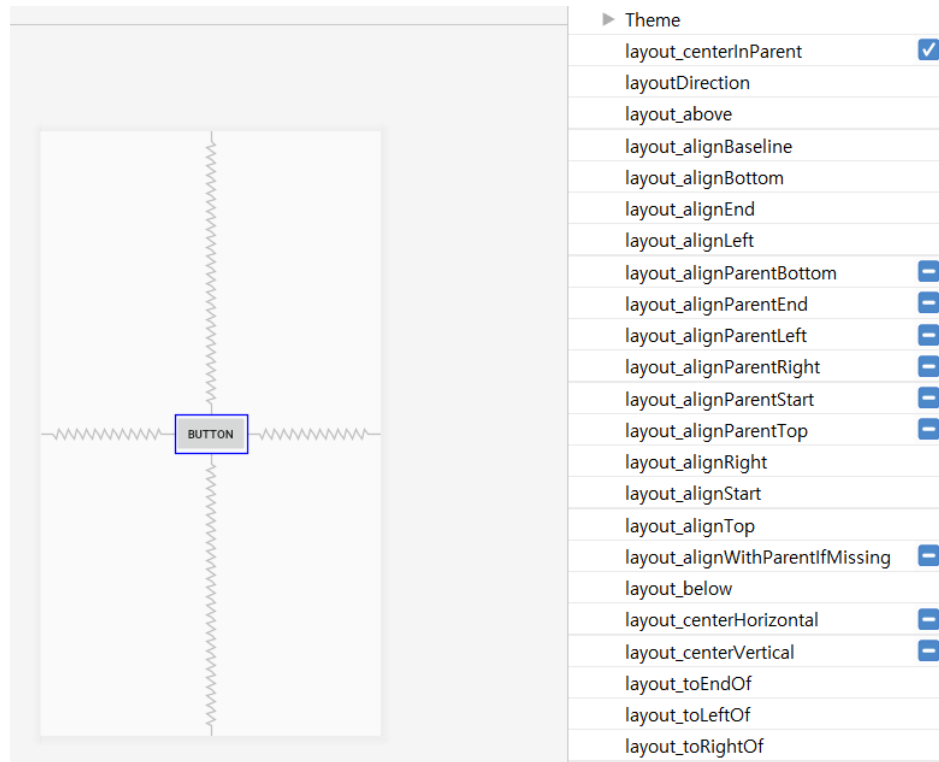 BUTTON
Theme
layout_centerInParent
layoutDirection
layout_above
layout_alignBaseline
layout_alignBottom
layout_alignEnd
layout_alignLeft
layout_alignParentBottom
layout_alignParentEnd
layout_alignParentLeft
layout_alignParentRight
layout_alignParentStart
layout_alignParentTop
layout_alignRight
layout_alignStart
layout_alignTop
layout_alignWithParentIfMissing
layout_below
layout_centerHorizontal
layout_centerVertical
layout_toEndOf
layout_toLeftOf
layout_toRightOf